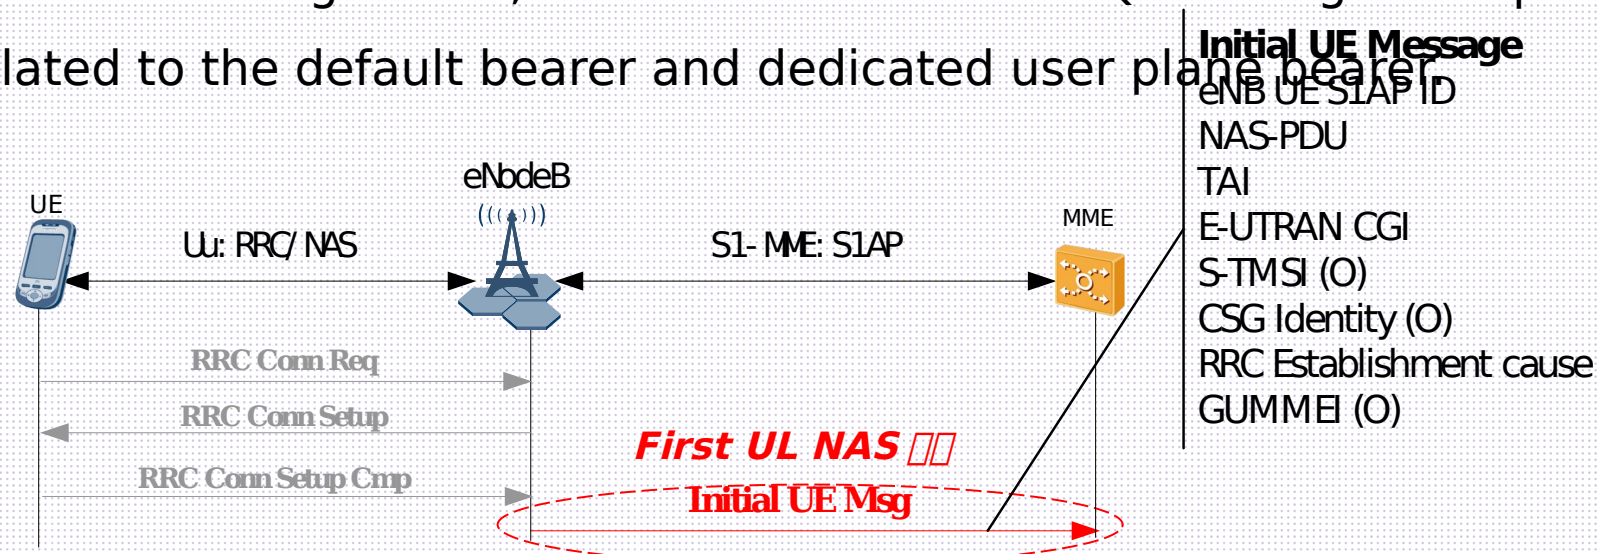 lated to the default bearer and dedicated user plane bearer.
Initial UE Message
eNB UE S1AP ID
NAS-PDU
TAI
E-UTRAN CGI
S-TMSI (O)
CSG Identity (O)
RRC Establishment cause
GUMMEI (O)
eNodeB
UE
MME
Uu: RRC/NAS
S1-MME: S1AP
RRC Conn Req
RRC Conn Setup
RRC Conn Setup Cmp
First UL NAS
Initial UE Msg